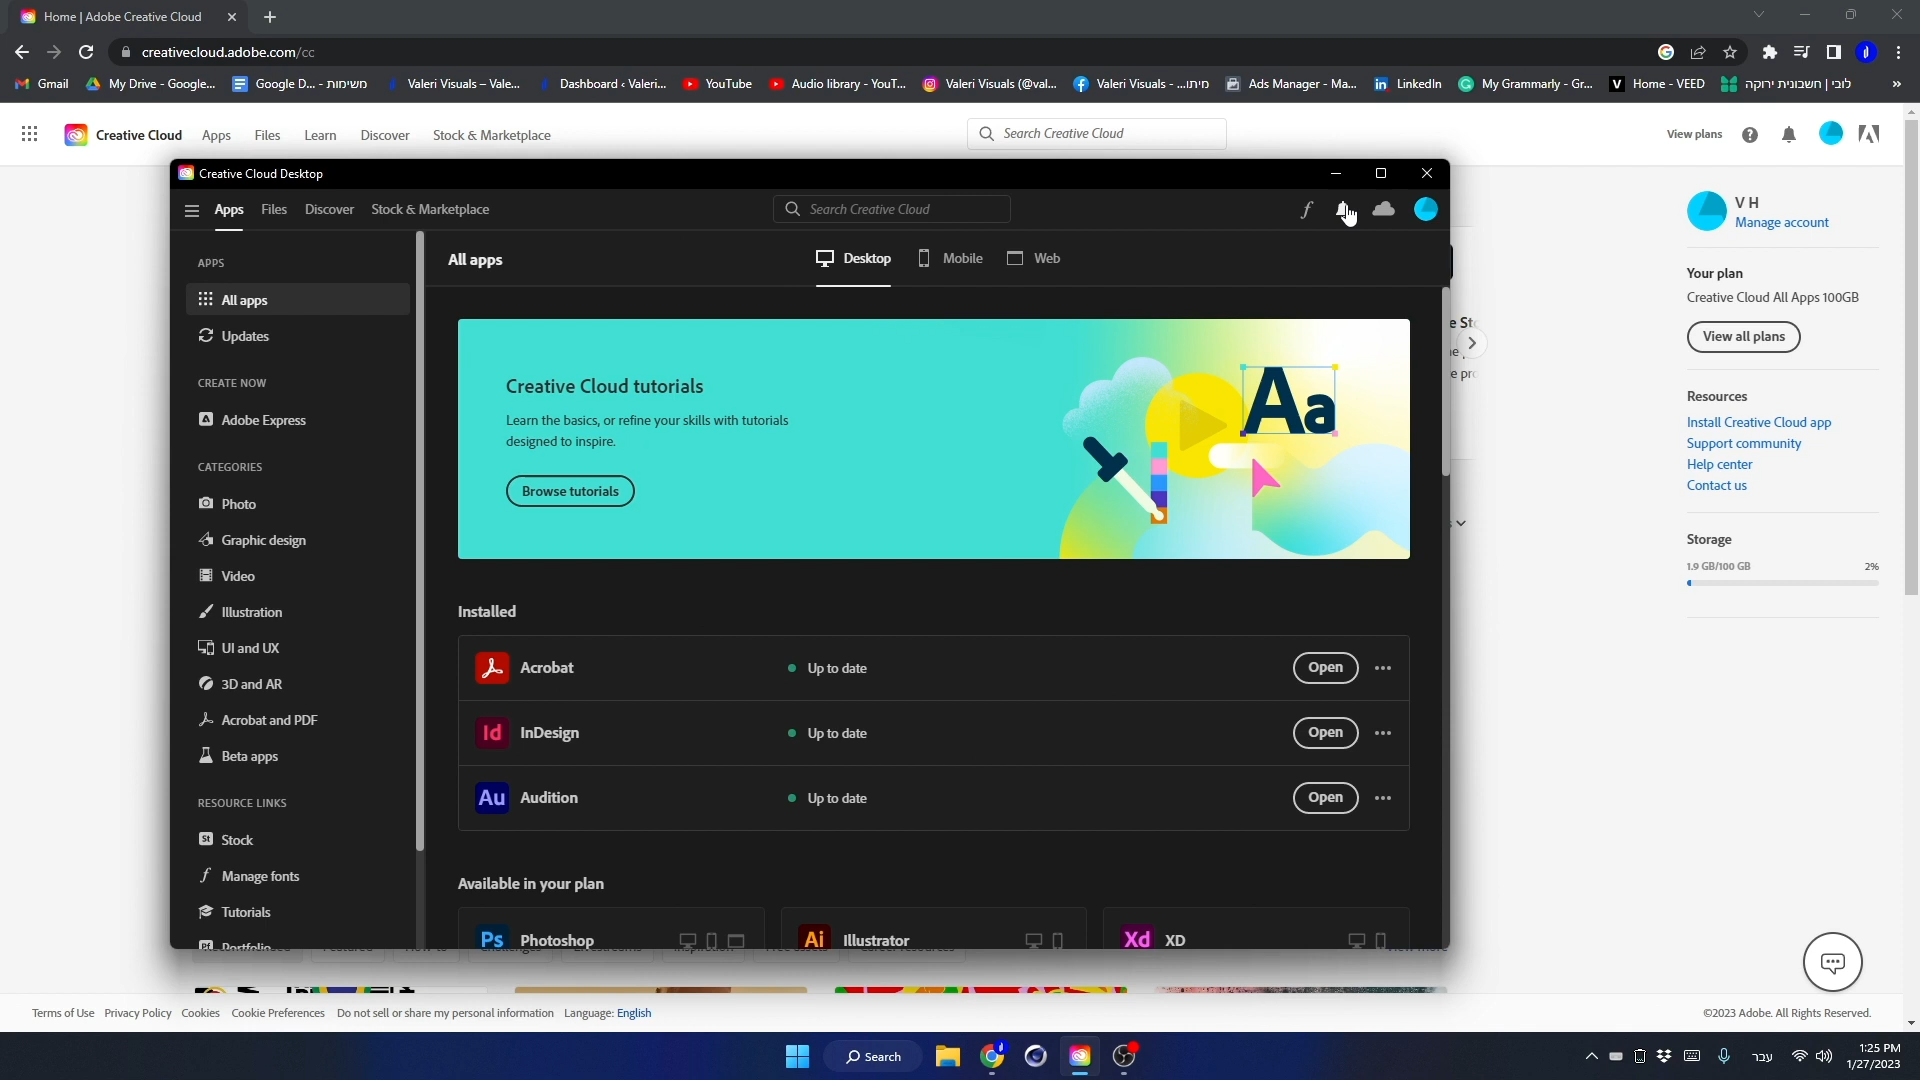 Home | Adobe Creative Cloud
creativecloud.adobe.com/cc
Gmail
My Drive - Google...
Google D... - משימות
Valeri Visuals – Vale...
Dashboard ‹ Valeri...
YouTube
Audio library - YouT...
Valeri Visuals (@val...
Valeri Visuals - ...מיתו
Ads Manager - Ma...
LinkedIn
My Grammarly - Gr...
Home - VEED
לובי | חשבונית ירוקה
»
Creative Cloud
Apps
Files
Learn
Discover
Stock & Marketplace
Search Creative Cloud
View plans
Creative Cloud Desktop
Apps
Files
Discover
Stock & Marketplace
Search Creative Cloud
APPS
All apps
Updates
CREATE NOW
Adobe Express
CATEGORIES
Photo
Graphic design
Video
Illustration
UI and UX
3D and AR
Acrobat and PDF
Beta apps
RESOURCE LINKS
St Stock
Manage fonts
Tutorials
Portfolio
All apps
Desktop
Mobile
Web
Creative Cloud tutorials
Learn the basics, or refine your skills with tutorials
designed to inspire.
Browse tutorials
Aa
Installed
Acrobat
Up to date
Open
Id InDesign
Up to date
Open
Au Audition
Up to date
Open
Available in your plan
Ps Photoshop
Ai Illustrator
Xd XD
V H
Manage account
Your plan
Creative Cloud All Apps 100GB
View all plans
Resources
Install Creative Cloud app
Support community
Help center
Contact us
Storage
1.9 GB/100 GB
2%
Terms of Use
Privacy Policy
Cookies
Cookie Preferences
Do not sell or share my personal information
Language: English
©2023 Adobe. All Rights Reserved.
Search
עבר
1:25 PM
1/27/2023